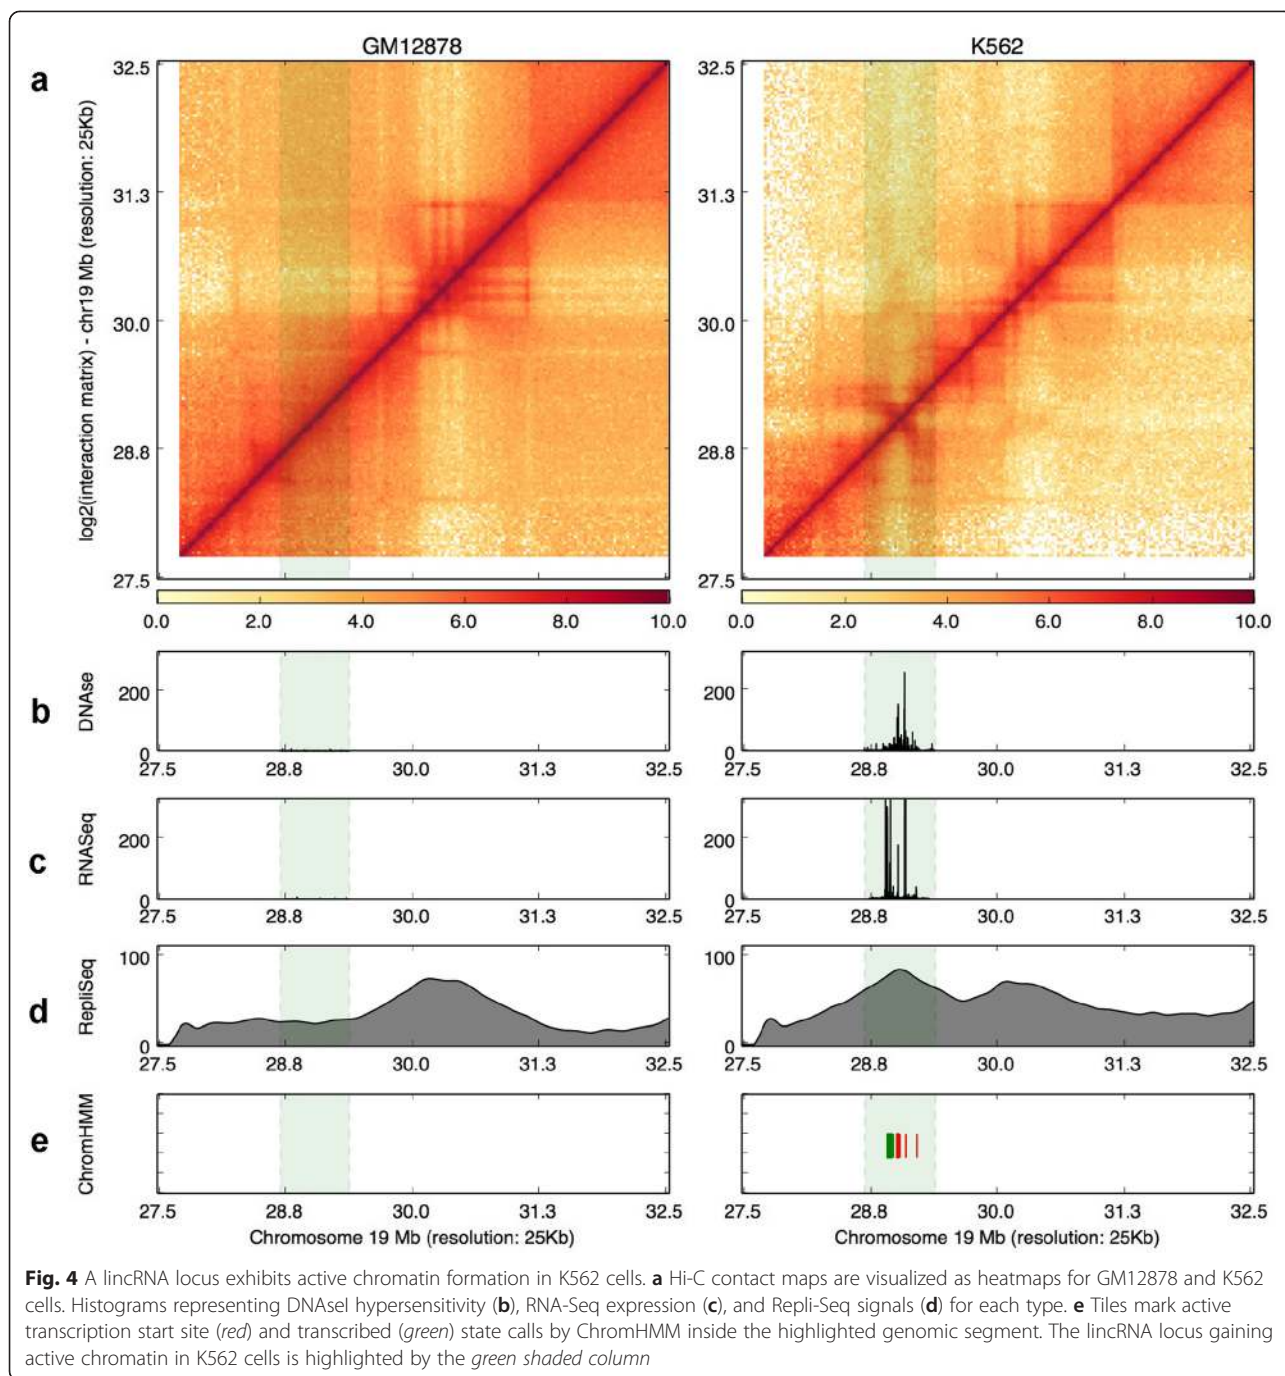 GM12878
K562
a
log2(interaction matrix) - chr19 Mb (resolution: 25Kb)
32.5
31.3
30.0
28.8
27.5
32.5
31.3
30.0
28.8
27.5
0.0 2.0 4.0 6.0 8.0 10.0
0.0 2.0 4.0 6.0 8.0 10.0
b
DNAse
200
0
27.5 28.8 30.0 31.3 32.5
200
0
27.5 28.8 30.0 31.3 32.5
c
RNASeq
200
0
27.5 28.8 30.0 31.3 32.5
200
0
27.5 28.8 30.0 31.3 32.5
d
RepliSeq
100
0
27.5 28.8 30.0 31.3 32.5
100
0
27.5 28.8 30.0 31.3 32.5
e
ChromHMM
27.5 28.8 30.0 31.3 32.5
27.5 28.8 30.0 31.3 32.5
Chromosome 19 Mb (resolution: 25Kb)
Chromosome 19 Mb (resolution: 25Kb)
Fig. 4 A lincRNA locus exhibits active chromatin formation in K562 cells. a Hi-C contact maps are visualized as heatmaps for GM12878 and K562
cells. Histograms representing DNAseI hypersensitivity (b), RNA-Seq expression (c), and Repli-Seq signals (d) for each type. e Tiles mark active
transcription start site (red) and transcribed (green) state calls by ChromHMM inside the highlighted genomic segment. The lincRNA locus gaining
active chromatin in K562 cells is highlighted by the green shaded column